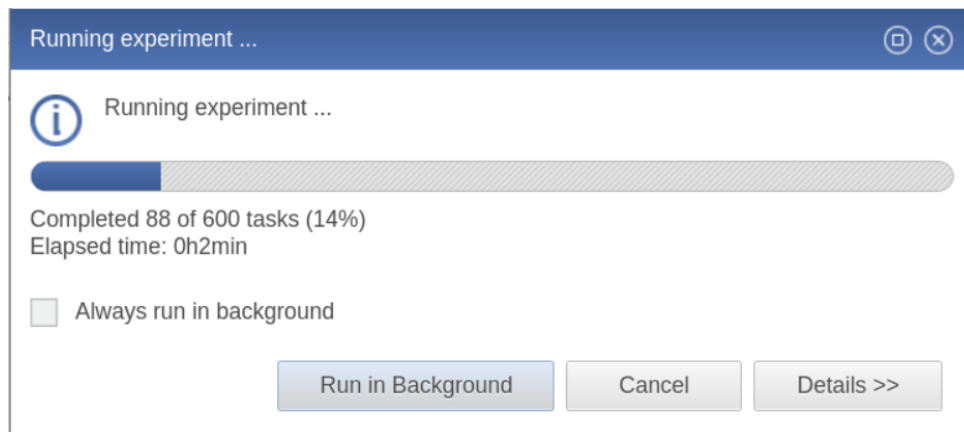 Running experiment ...
Running experiment ...
Completed 88 of 600 tasks (14%)
Elapsed time: 0h2min
Always run in background
Run in Background Cancel Details >>